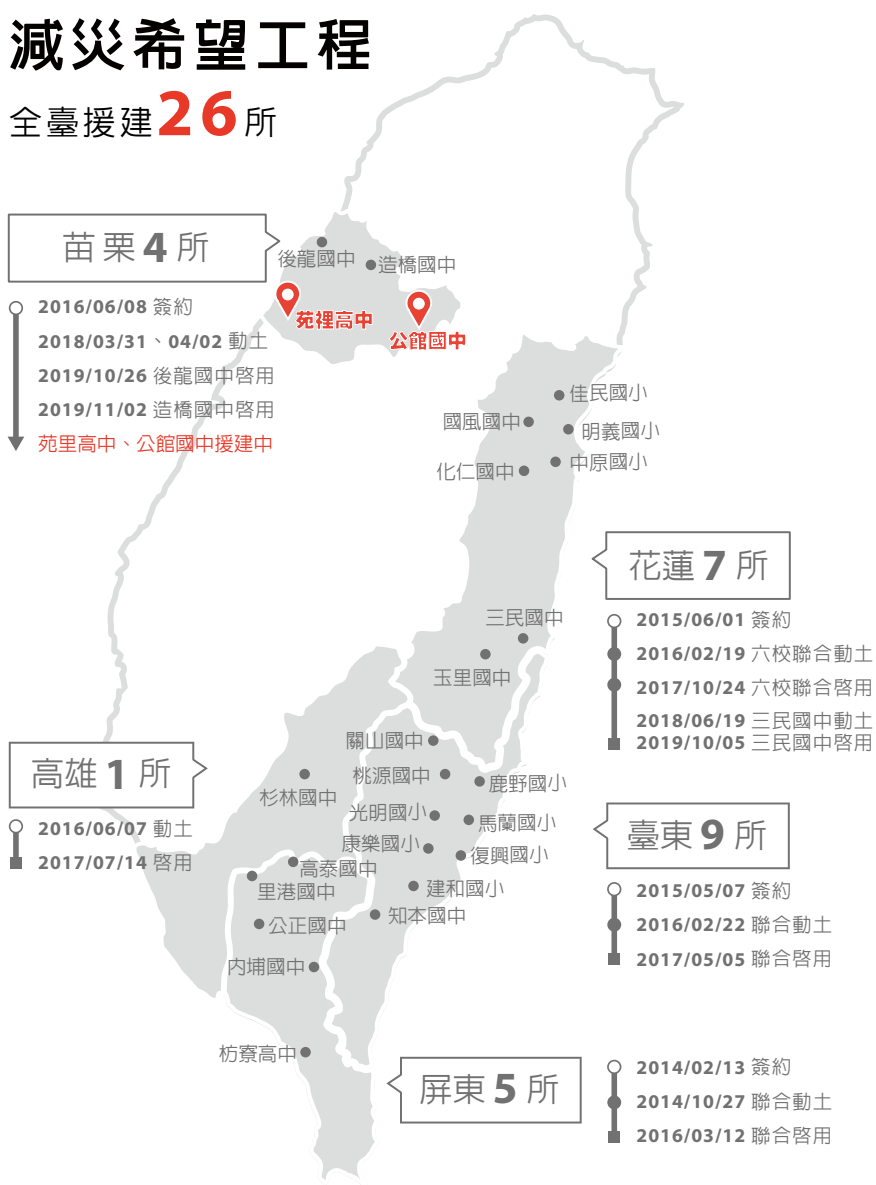 減災希望工程
全臺援建26所
苗栗4所
2016/06/08 簽約
2018/03/31、04/02 動土
2019/10/26 後龍國中啓用
2019/11/02 造橋國中啓用
苑里高中、公館國中援建中
後龍國中
造橋國中
苑裡高中
公館國中
佳民國小
國風國中
明義國小
中原國小
化仁國中
三民國中
玉里國中
花蓮7所
2015/06/01 簽約
2016/02/19 六校聯合動土
2017/10/24 六校聯合啓用
2018/06/19 三民國中動土
2019/10/05 三民國中啓用
高雄1所
2016/06/07 動土
2017/07/14 啓用
杉林國中
關山國中
桃源國中
鹿野國小
光明國小
馬蘭國小
康樂國小
復興國小
建和國小
知本國中
臺東9所
2015/05/07 簽約
2016/02/22 聯合動土
2017/05/05 聯合啓用
高泰國中
里港國中
公正國中
内埔國中
枋寮高中
屏東5所
2014/02/13 簽約
2014/10/27 聯合動土
2016/03/12 聯合啓用